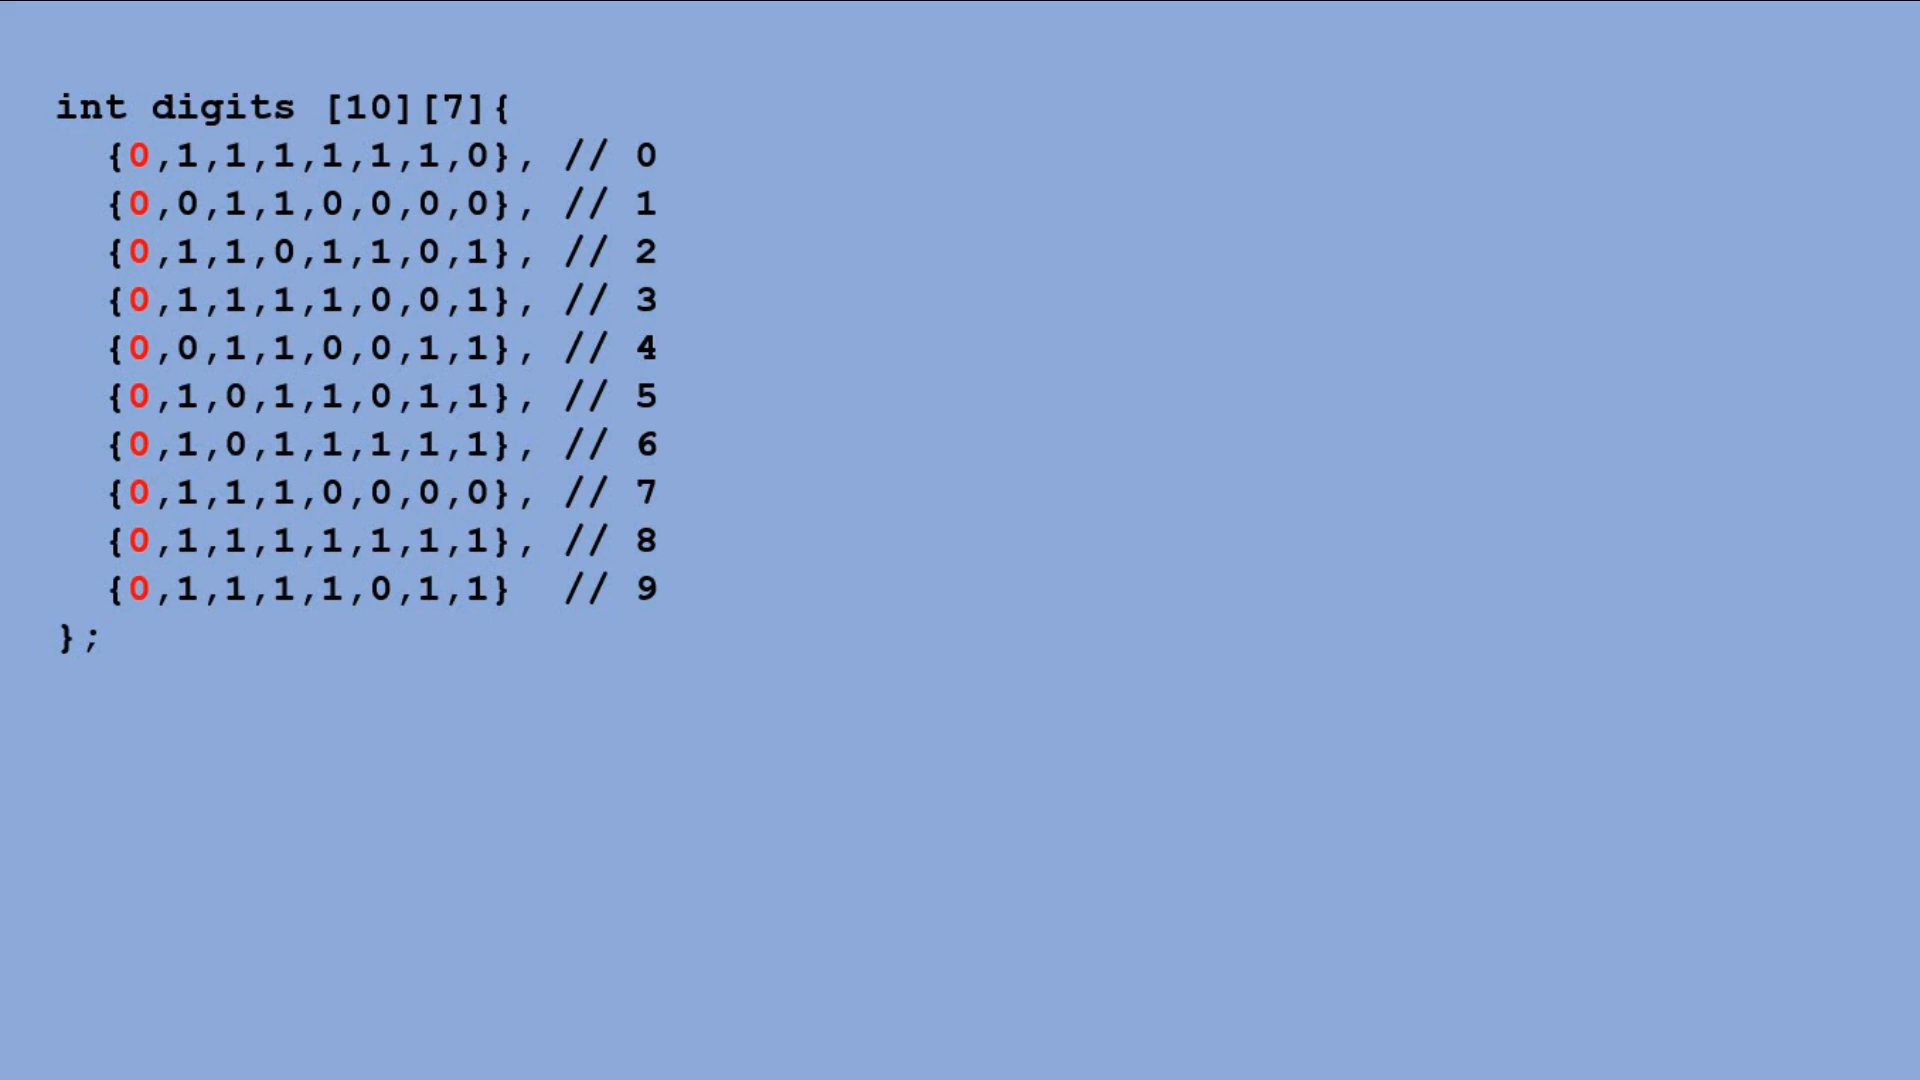 int digits [10][7]{
{0,1,1,1,1,1,1,0}, // 0
{0,0,1,1,0,0,0,0}, // 1
{0,1,1,0,1,1,0,1}, // 2
{0,1,1,1,1,0,0,1}, // 3
{0,0,1,1,0,0,1,1}, // 4
{0,1,0,1,1,0,1,1}, // 5
{0,1,0,1,1,1,1,1}, // 6
{0,1,1,1,0,0,0,0}, // 7
{0,1,1,1,1,1,1,1}, // 8
{0,1,1,1,1,0,1,1} // 9
};